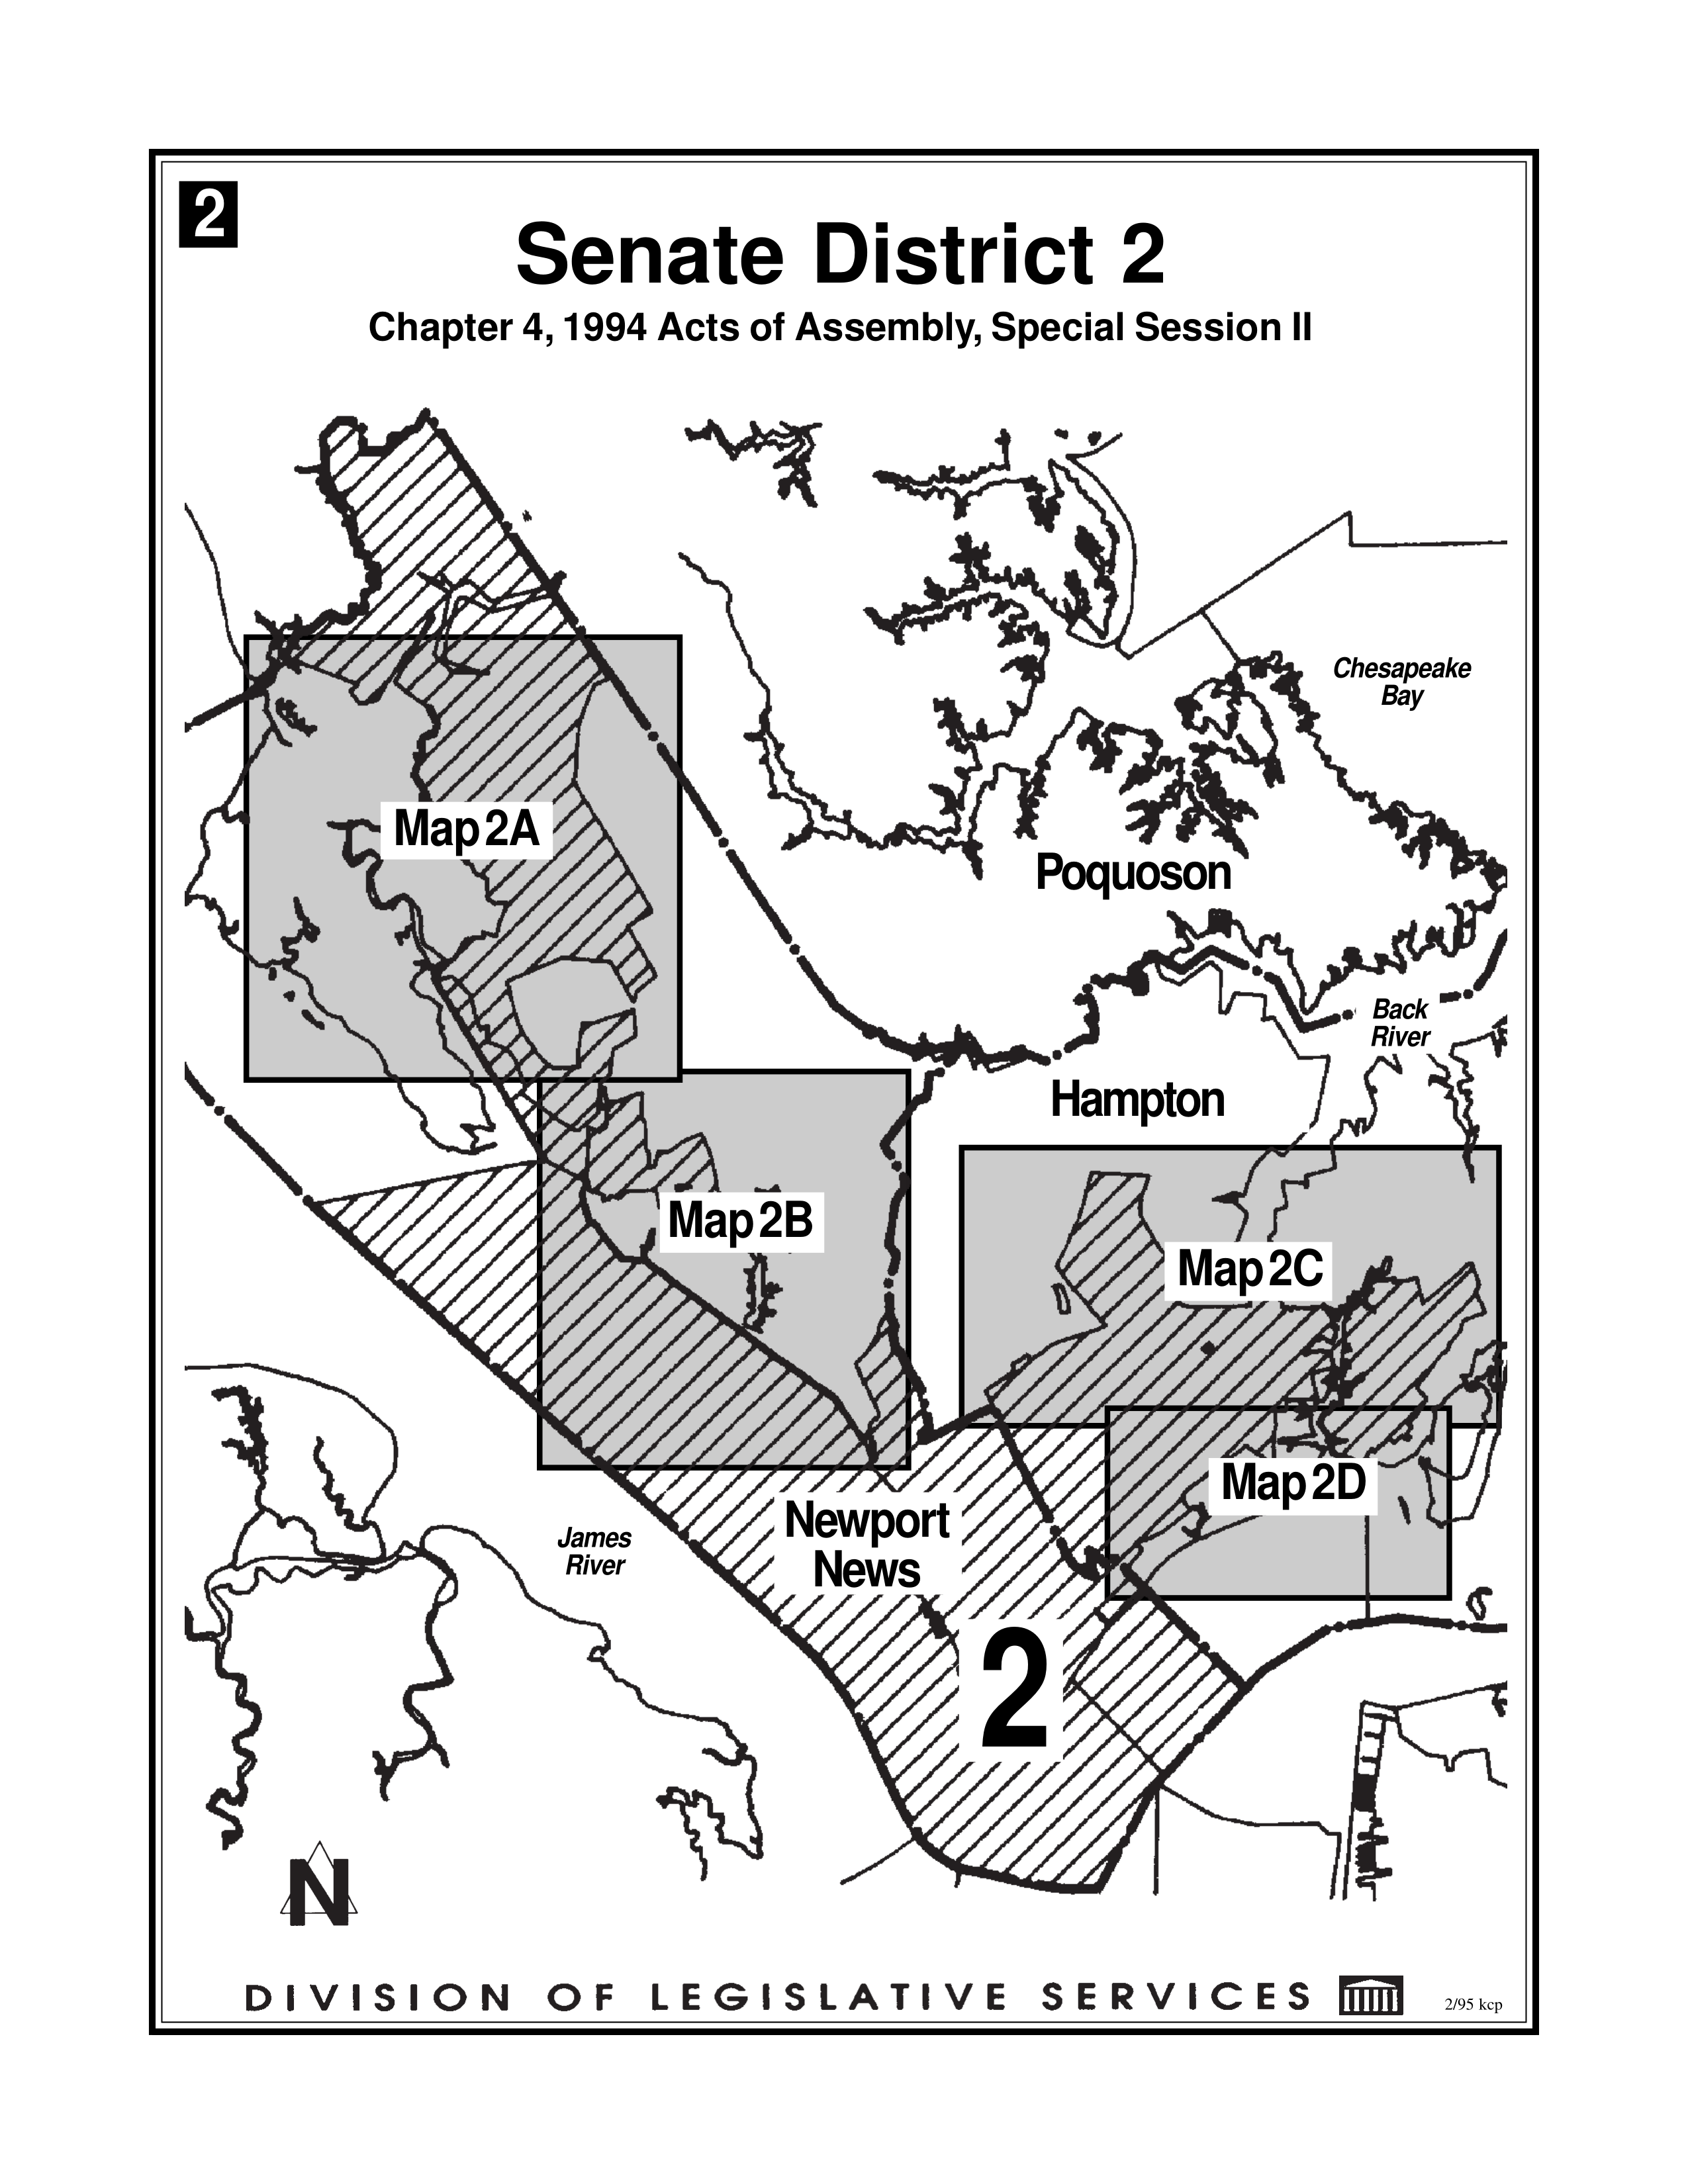 2
Senate District 2
Chapter 4, 1994 Acts of Assembly, Special Session II
Chesapeake
Bay
Map 2A
Poquoson
Back
River
Hampton
Map 2B
Map 2C
Map 2D
Newport
News
James
River
2
N
DIVISION OF LEGISLATIVE SERVICES
2/95 kcp